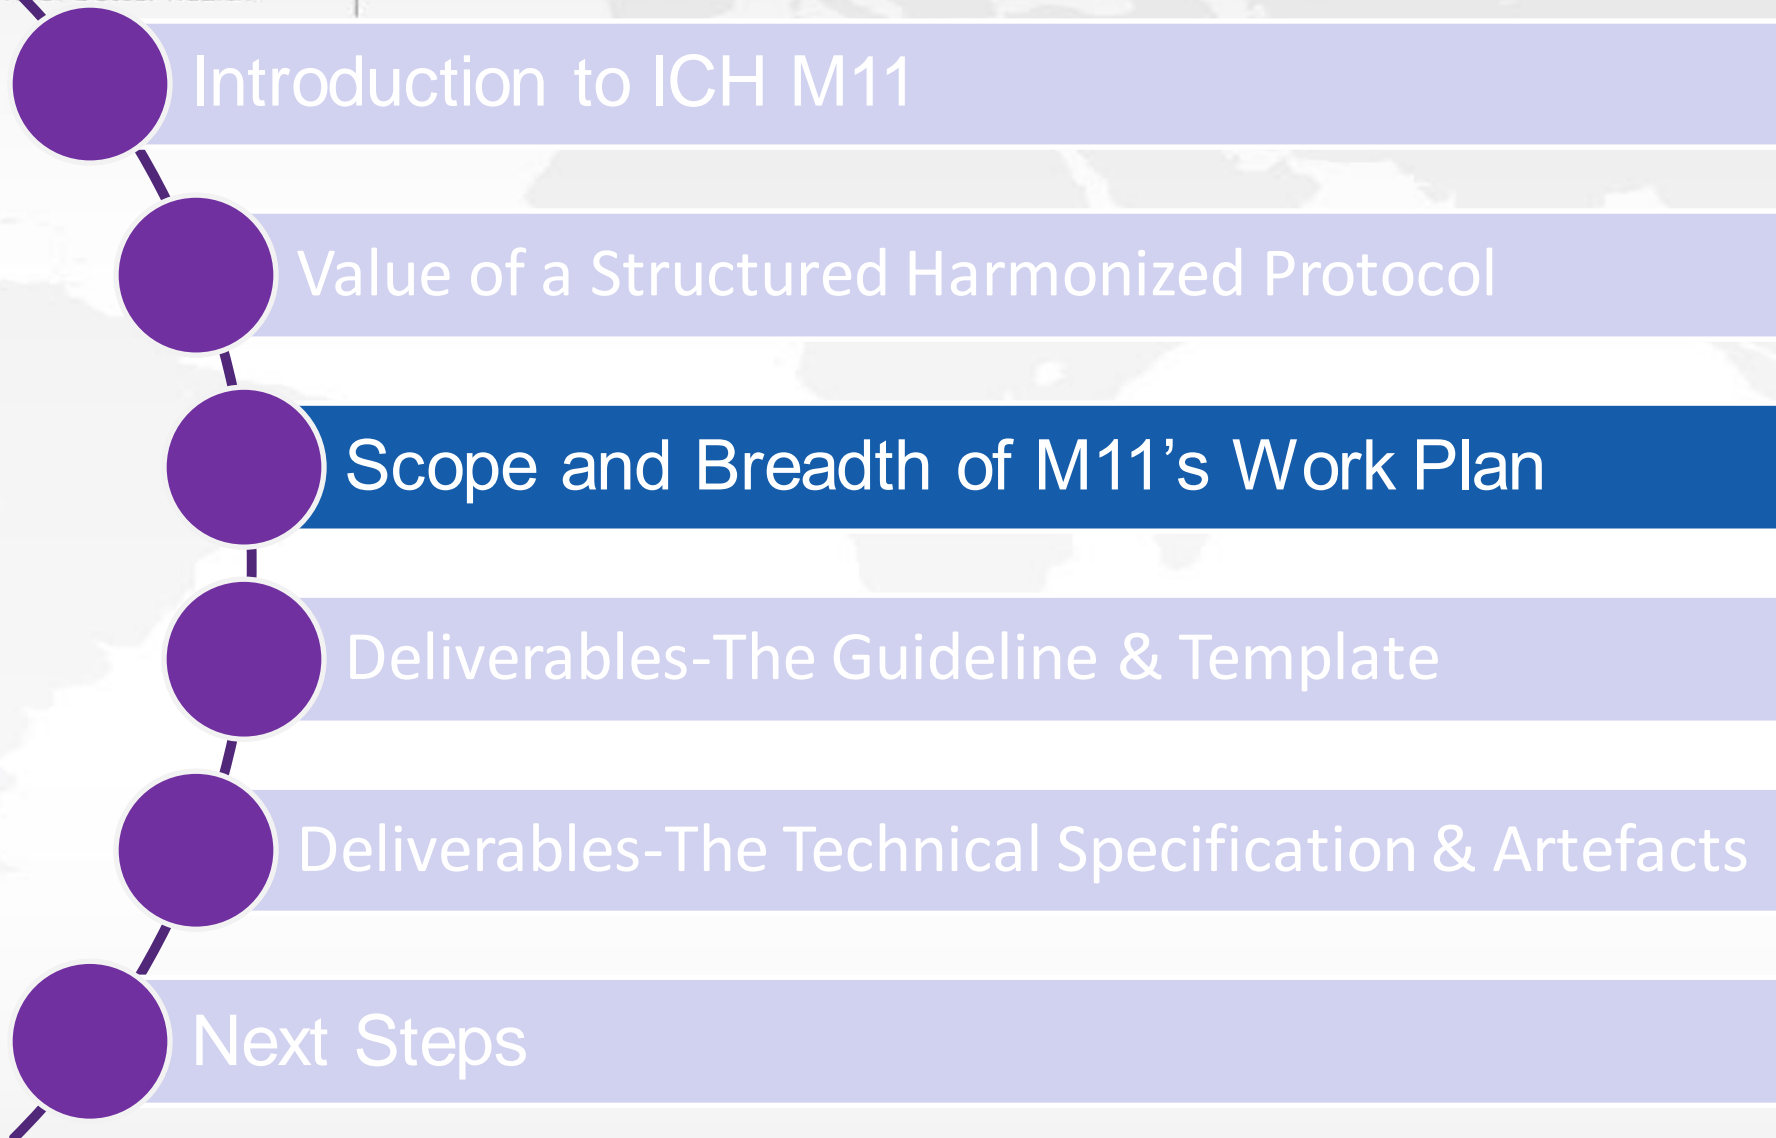 Introduction to ICH M11
Value of a Structured Harmonized Protocol
Scope and Breadth of M11’s Work Plan
Deliverables-The Guideline & Template
Deliverables-The Technical Specification & Artefacts
Next Steps